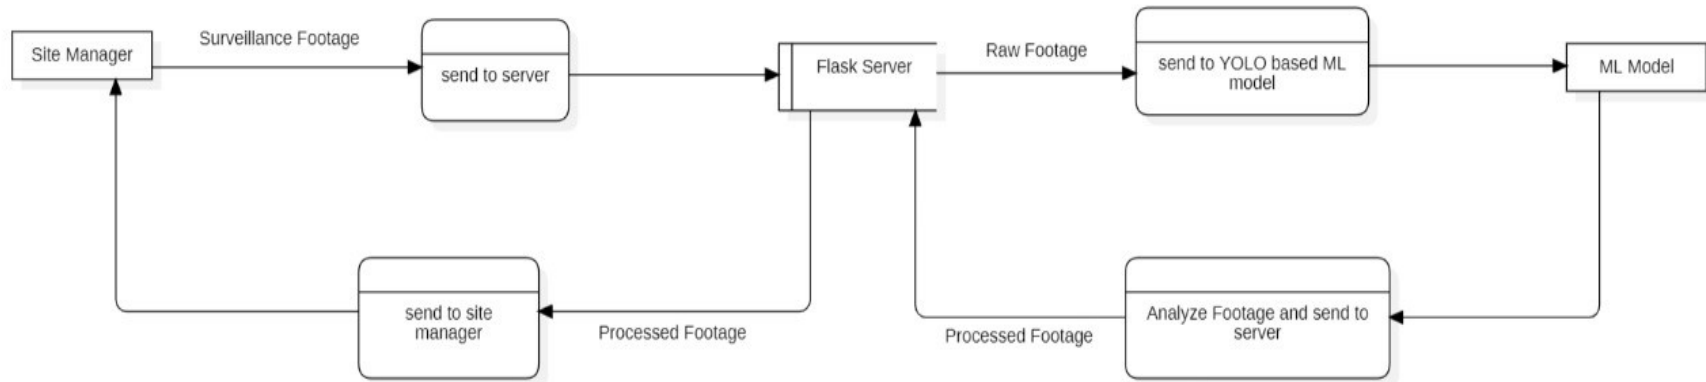 Site Manager
Surveillance Footage
send to server
Flask Server
Raw Footage
send to YOLO based ML
model
ML Model
send to site
manager
Processed Footage
Processed Footage
Analyze Footage and send to
server